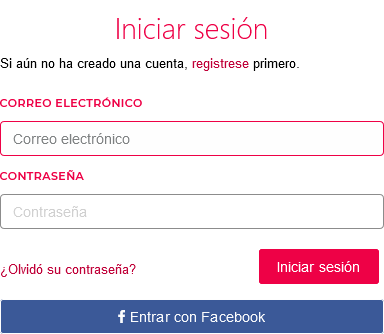 Iniciar sesión
Si aún no ha creado una cuenta, registrese primero.
CORREO ELECTRÓNICO
Correo electrónico
CONTRASEÑA
Contraseña
¿Olvidó su contraseña?
Iniciar sesión
Entrar con Facebook